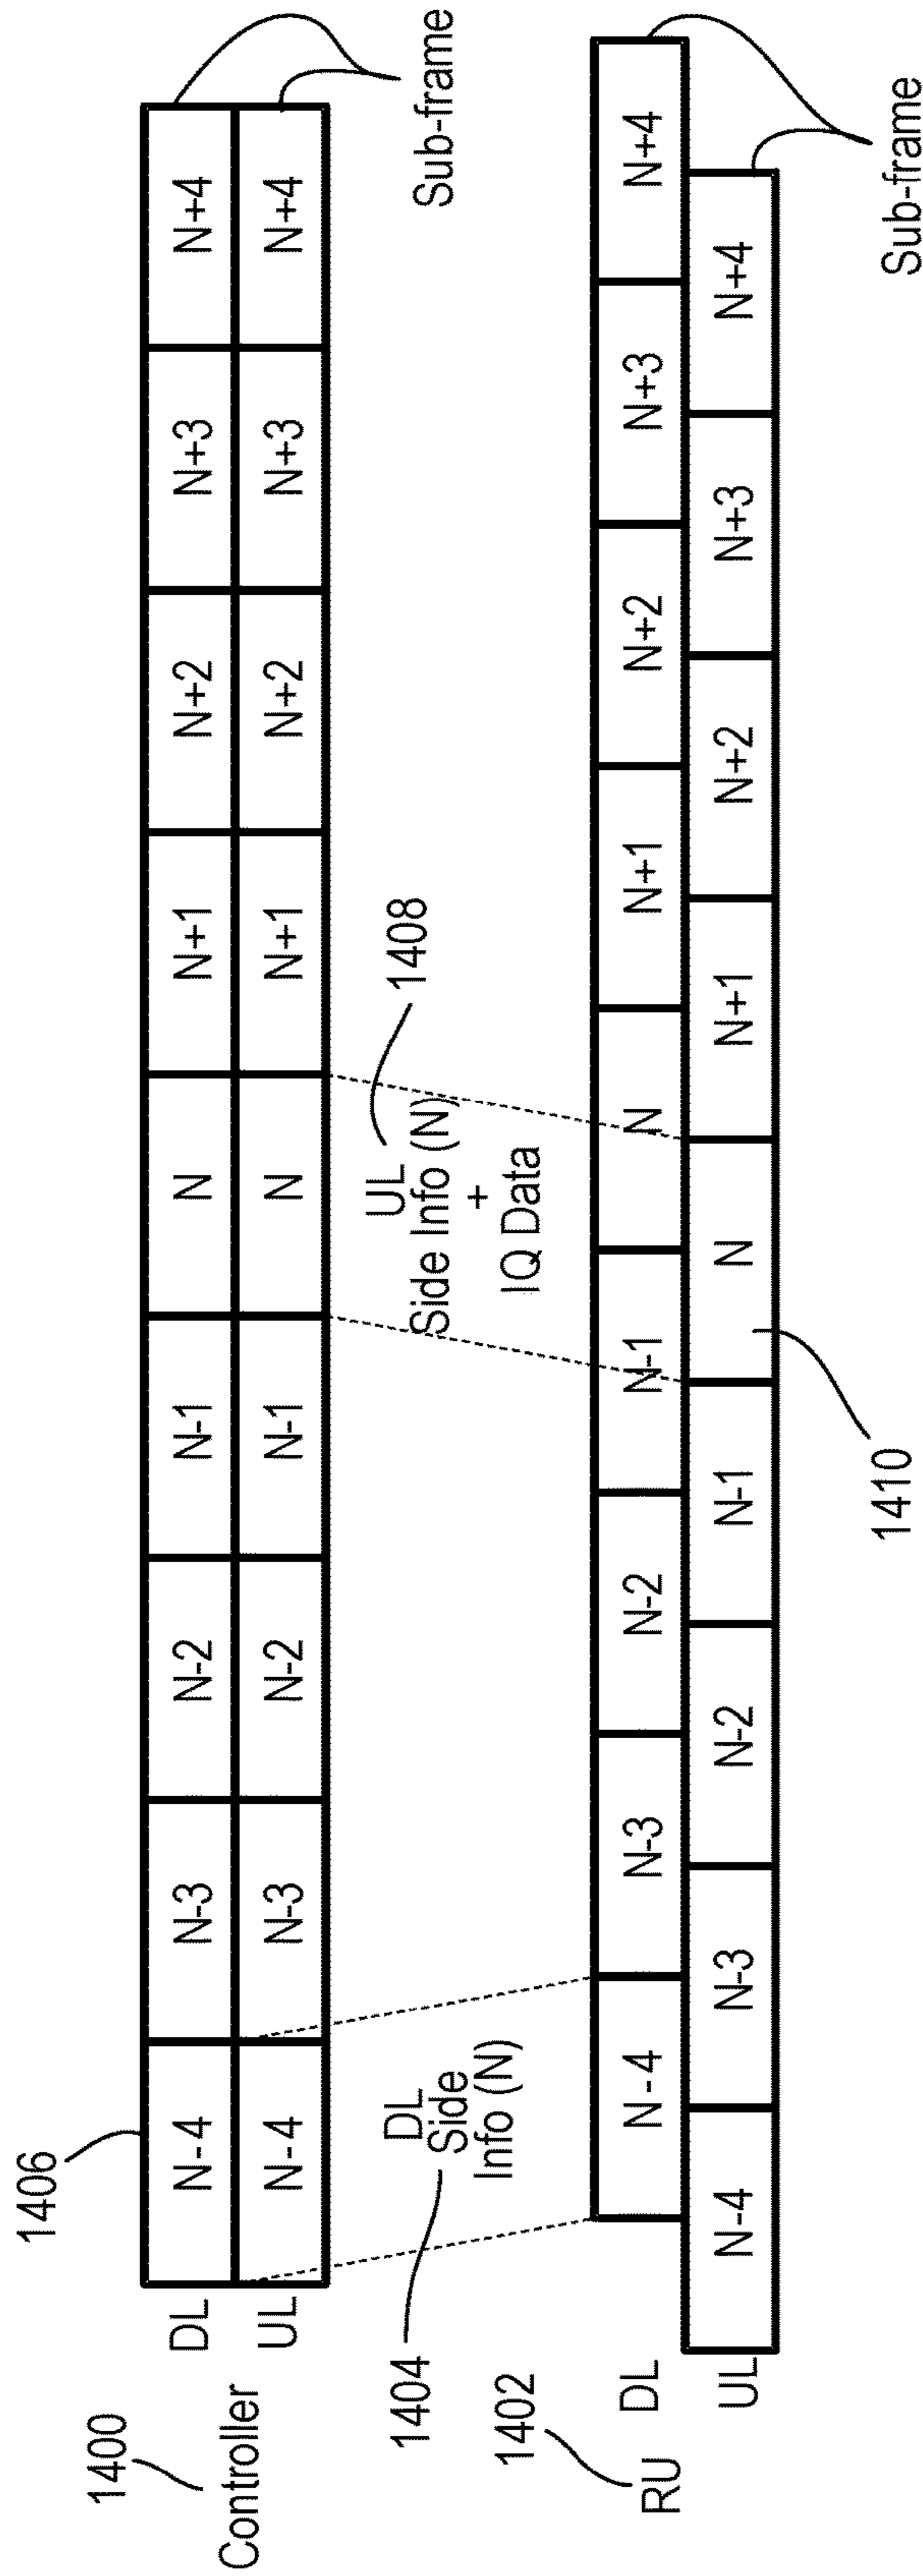 1400
Controller
1406
DL
N-4
N-3
N-2
N-1
N
N+1
N+2
N+3
N+4
UL
N-4
N-3
N-2
N-1
N
N+1
N+2
N+3
N+4
Sub-frame
1404
DL
Side
Info (N)
UL
Side Info (N)
+
IQ Data
1408
1402
RU
DL
N-4
N-3
N-2
N-1
N
N+1
N+2
N+3
N+4
UL
N-4
N-3
N-2
N-1
N
N+1
N+2
N+3
N+4
1410
Sub-frame